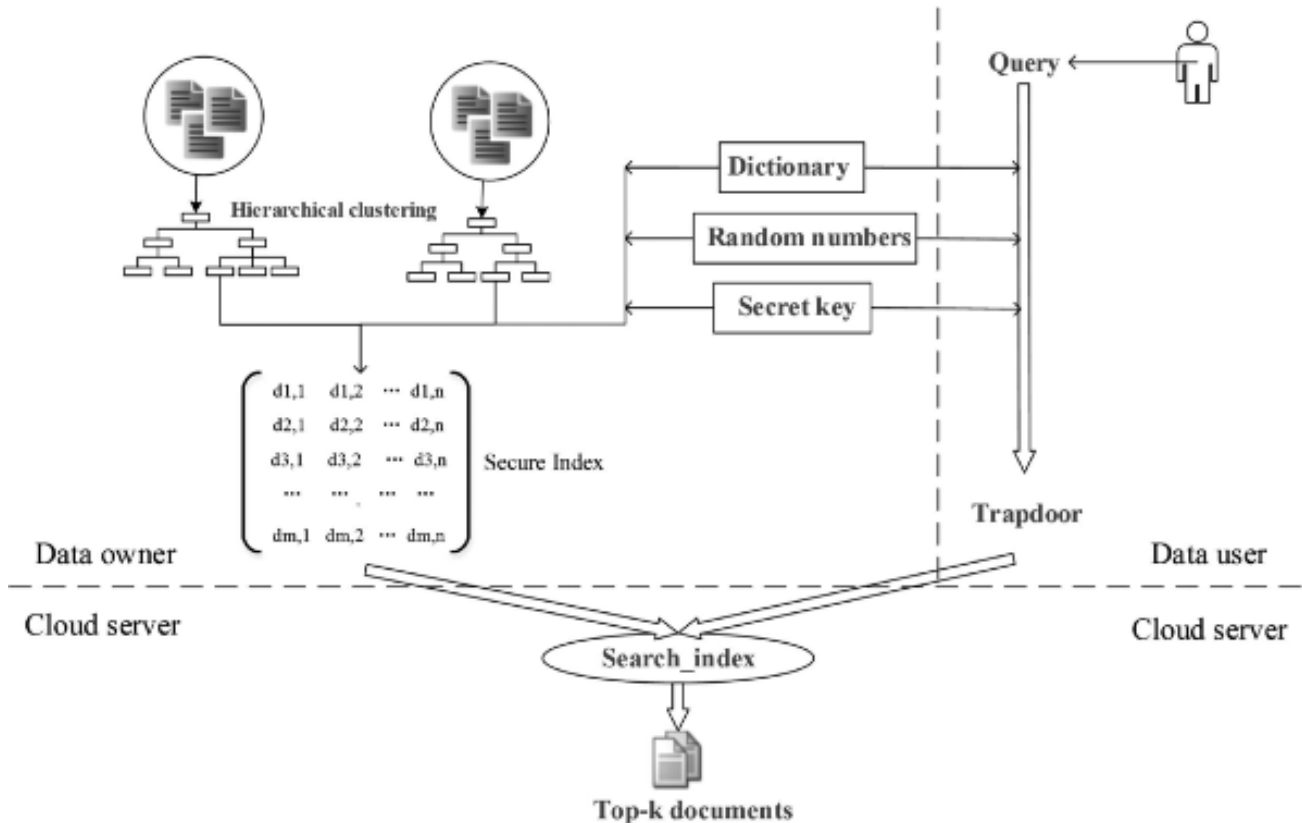 Query
Dictionary
Hierarchical clustering
Random numbers
Secret key
d1,1 d1,2 ··· d1,n
d2,1 d2,2 ··· d2,n
d3,1 d3,2 ··· d3,n
··· ··· ··· ···
dm,1 dm,2 ··· dm,n
Secure Index
Trapdoor
Data owner
Data user
Cloud server
Cloud server
Search_index
Top-k documents